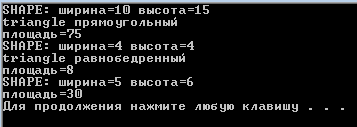 SHAPE: ширина=10 высота=15
triangle прямоугольный
площадь=75
SHAPE: ширина=4 высота=4
triangle равнобедренный
площадь=8
SHAPE: ширина=5 высота=6
площадь=30
Для продолжения нажмите любую клавишу . . .